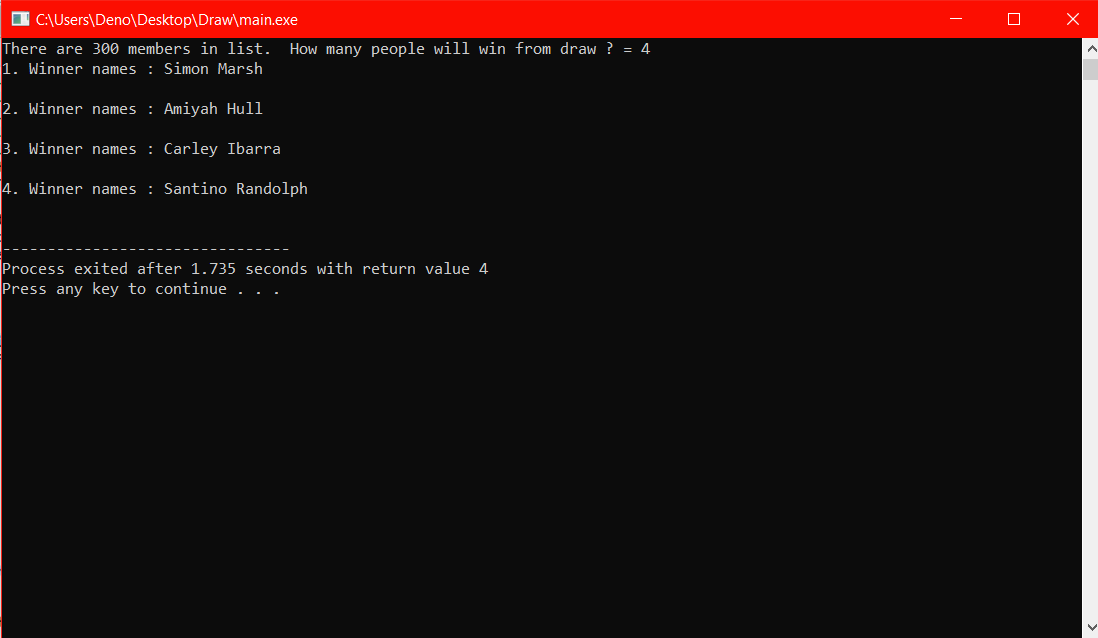 C:\Users\Deno\Desktop\Draw\main.exe
There are 300 members in list.  How many people will win from draw ? = 4
1. Winner names : Simon Marsh
2. Winner names : Amiyah Hull
3. Winner names : Carley Ibarra
4. Winner names : Santino Randolph
--------------------------------
Process exited after 1.735 seconds with return value 4
Press any key to continue . . .